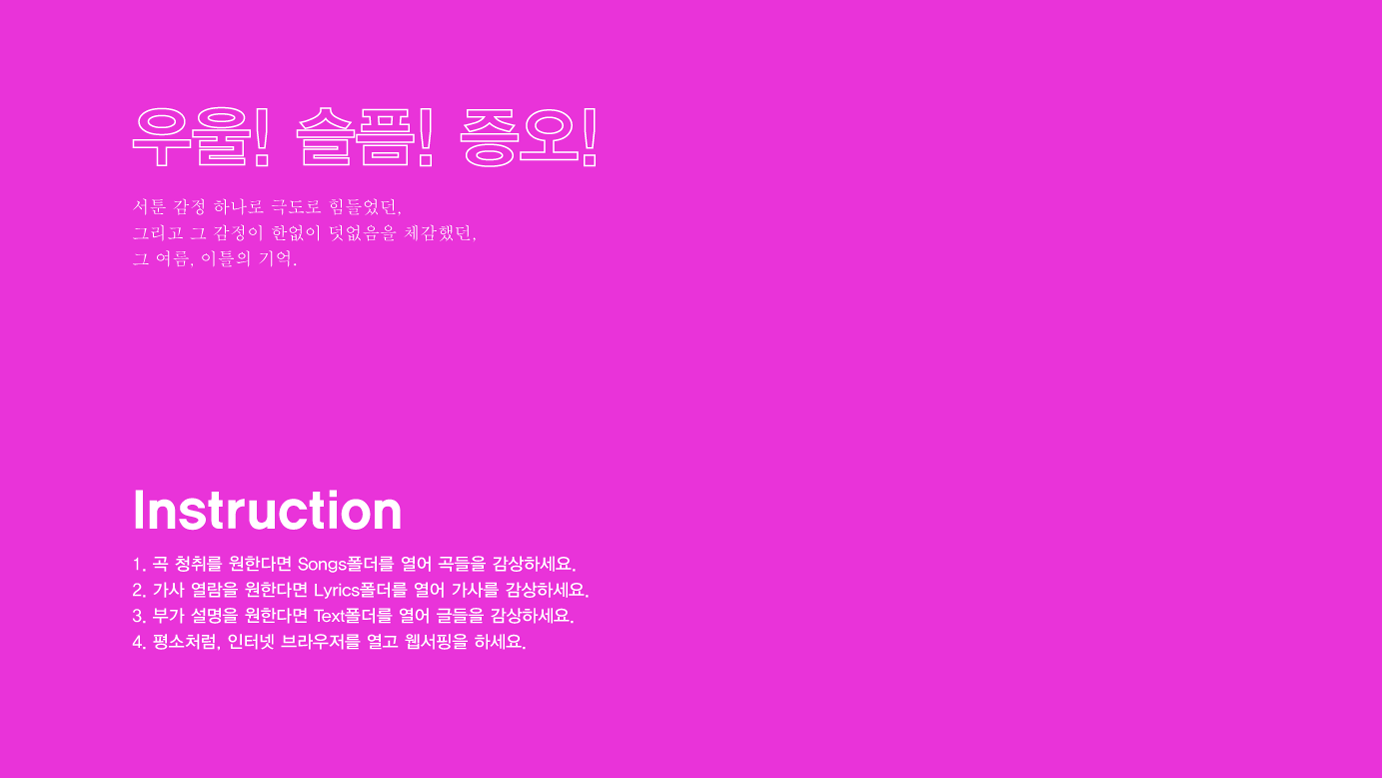 우울! 슬픔! 증오!
서툰 감정 하나로 극도로 힘들었던,
그리고 그 감정이 한없이 덧없음을 체감했던,
그 여름, 이틀의 기억.
Instruction
1. 곡 청취를 원한다면 Songs폴더를 열어 곡들을 감상하세요.
2. 가사 열람을 원한다면 Lyrics폴더를 열어 가사를 감상하세요.
3. 부가 설명을 원한다면 Text폴더를 열어 글들을 감상하세요.
4. 평소처럼, 인터넷 브라우저를 열고 웹서핑을 하세요.